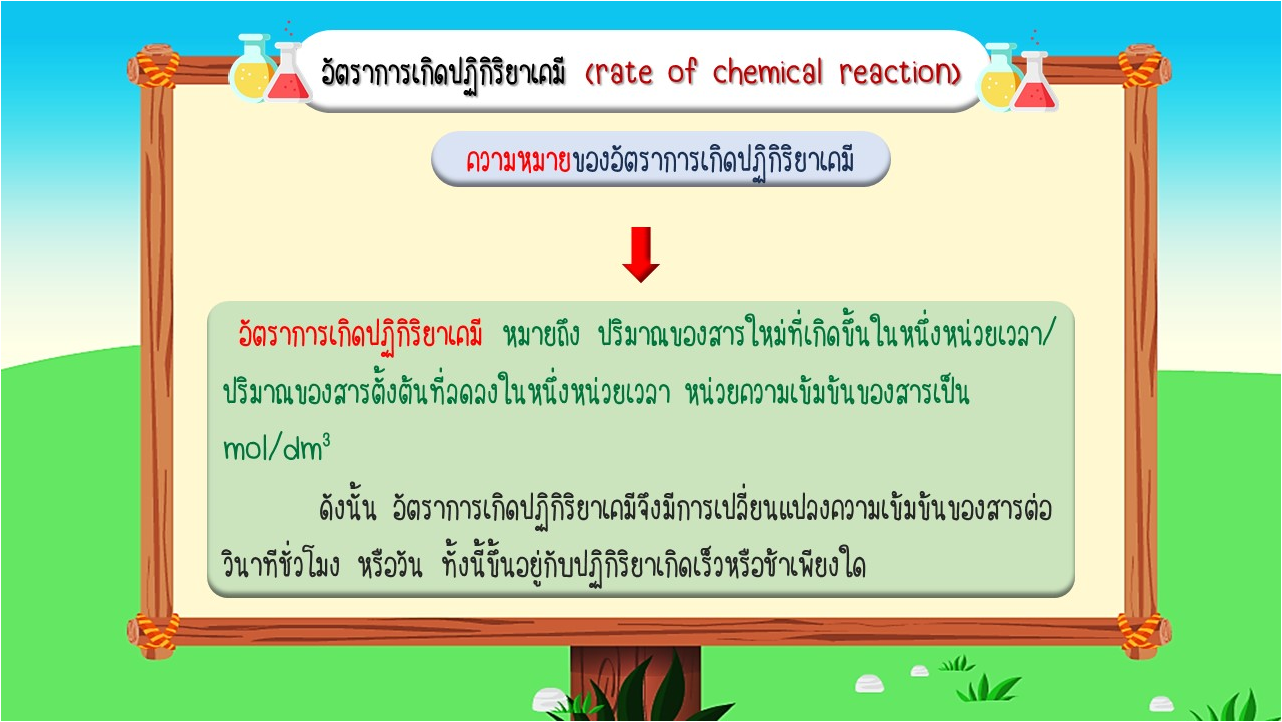 อัตราการเกิดปฏิกิริยาเคมี (rate of chemical reaction)
ความหมายของอัตราการเกิดปฏิกิริยาเคมี
อัตราการเกิดปฏิกิริยาเคมี หมายถึง ปริมาณของสารใหม่ที่เกิดขึ้นในหนึ่งหน่วยเวลา/
ปริมาณของสารตั้งต้นที่ลดลงในหนึ่งหน่วยเวลา หน่วยความเข้มข้นของสารเป็น
mol/dm³
ดังนั้น อัตราการเกิดปฏิกิริยาเคมีจึงมีการเปลี่ยนแปลงความเข้มข้นของสารต่อ
วินาทีชั่วโมง หรือวัน ทั้งนี้ขึ้นอยู่กับปฏิกิริยาเกิดเร็วหรือช้าเพียงใด